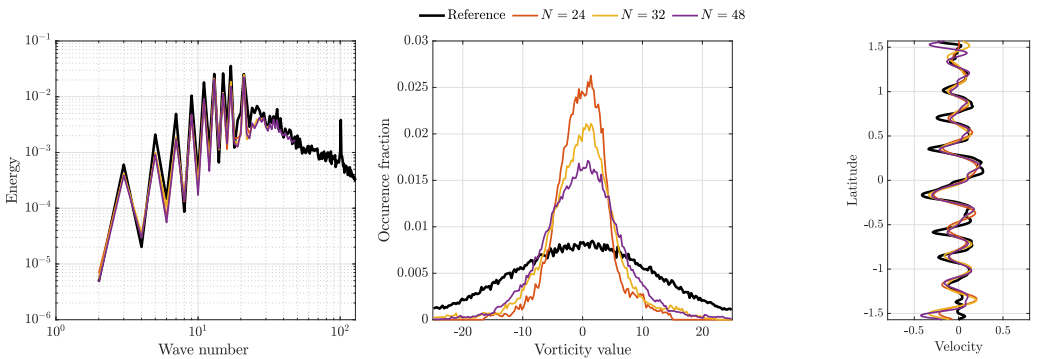 Reference N = 24 N = 32 N = 48
10^-1
10^-2
10^-3
10^-4
10^-5
10^-6
10^0 10^1 10^2
Energy
Wave number
0.03
0.025
0.02
0.015
0.01
0.005
0
-20 -10 0 10 20
Occurence fraction
Vorticity value
1.5
1
0.5
0
-0.5
-1
-1.5
-0.5 0 0.5
Latitude
Velocity